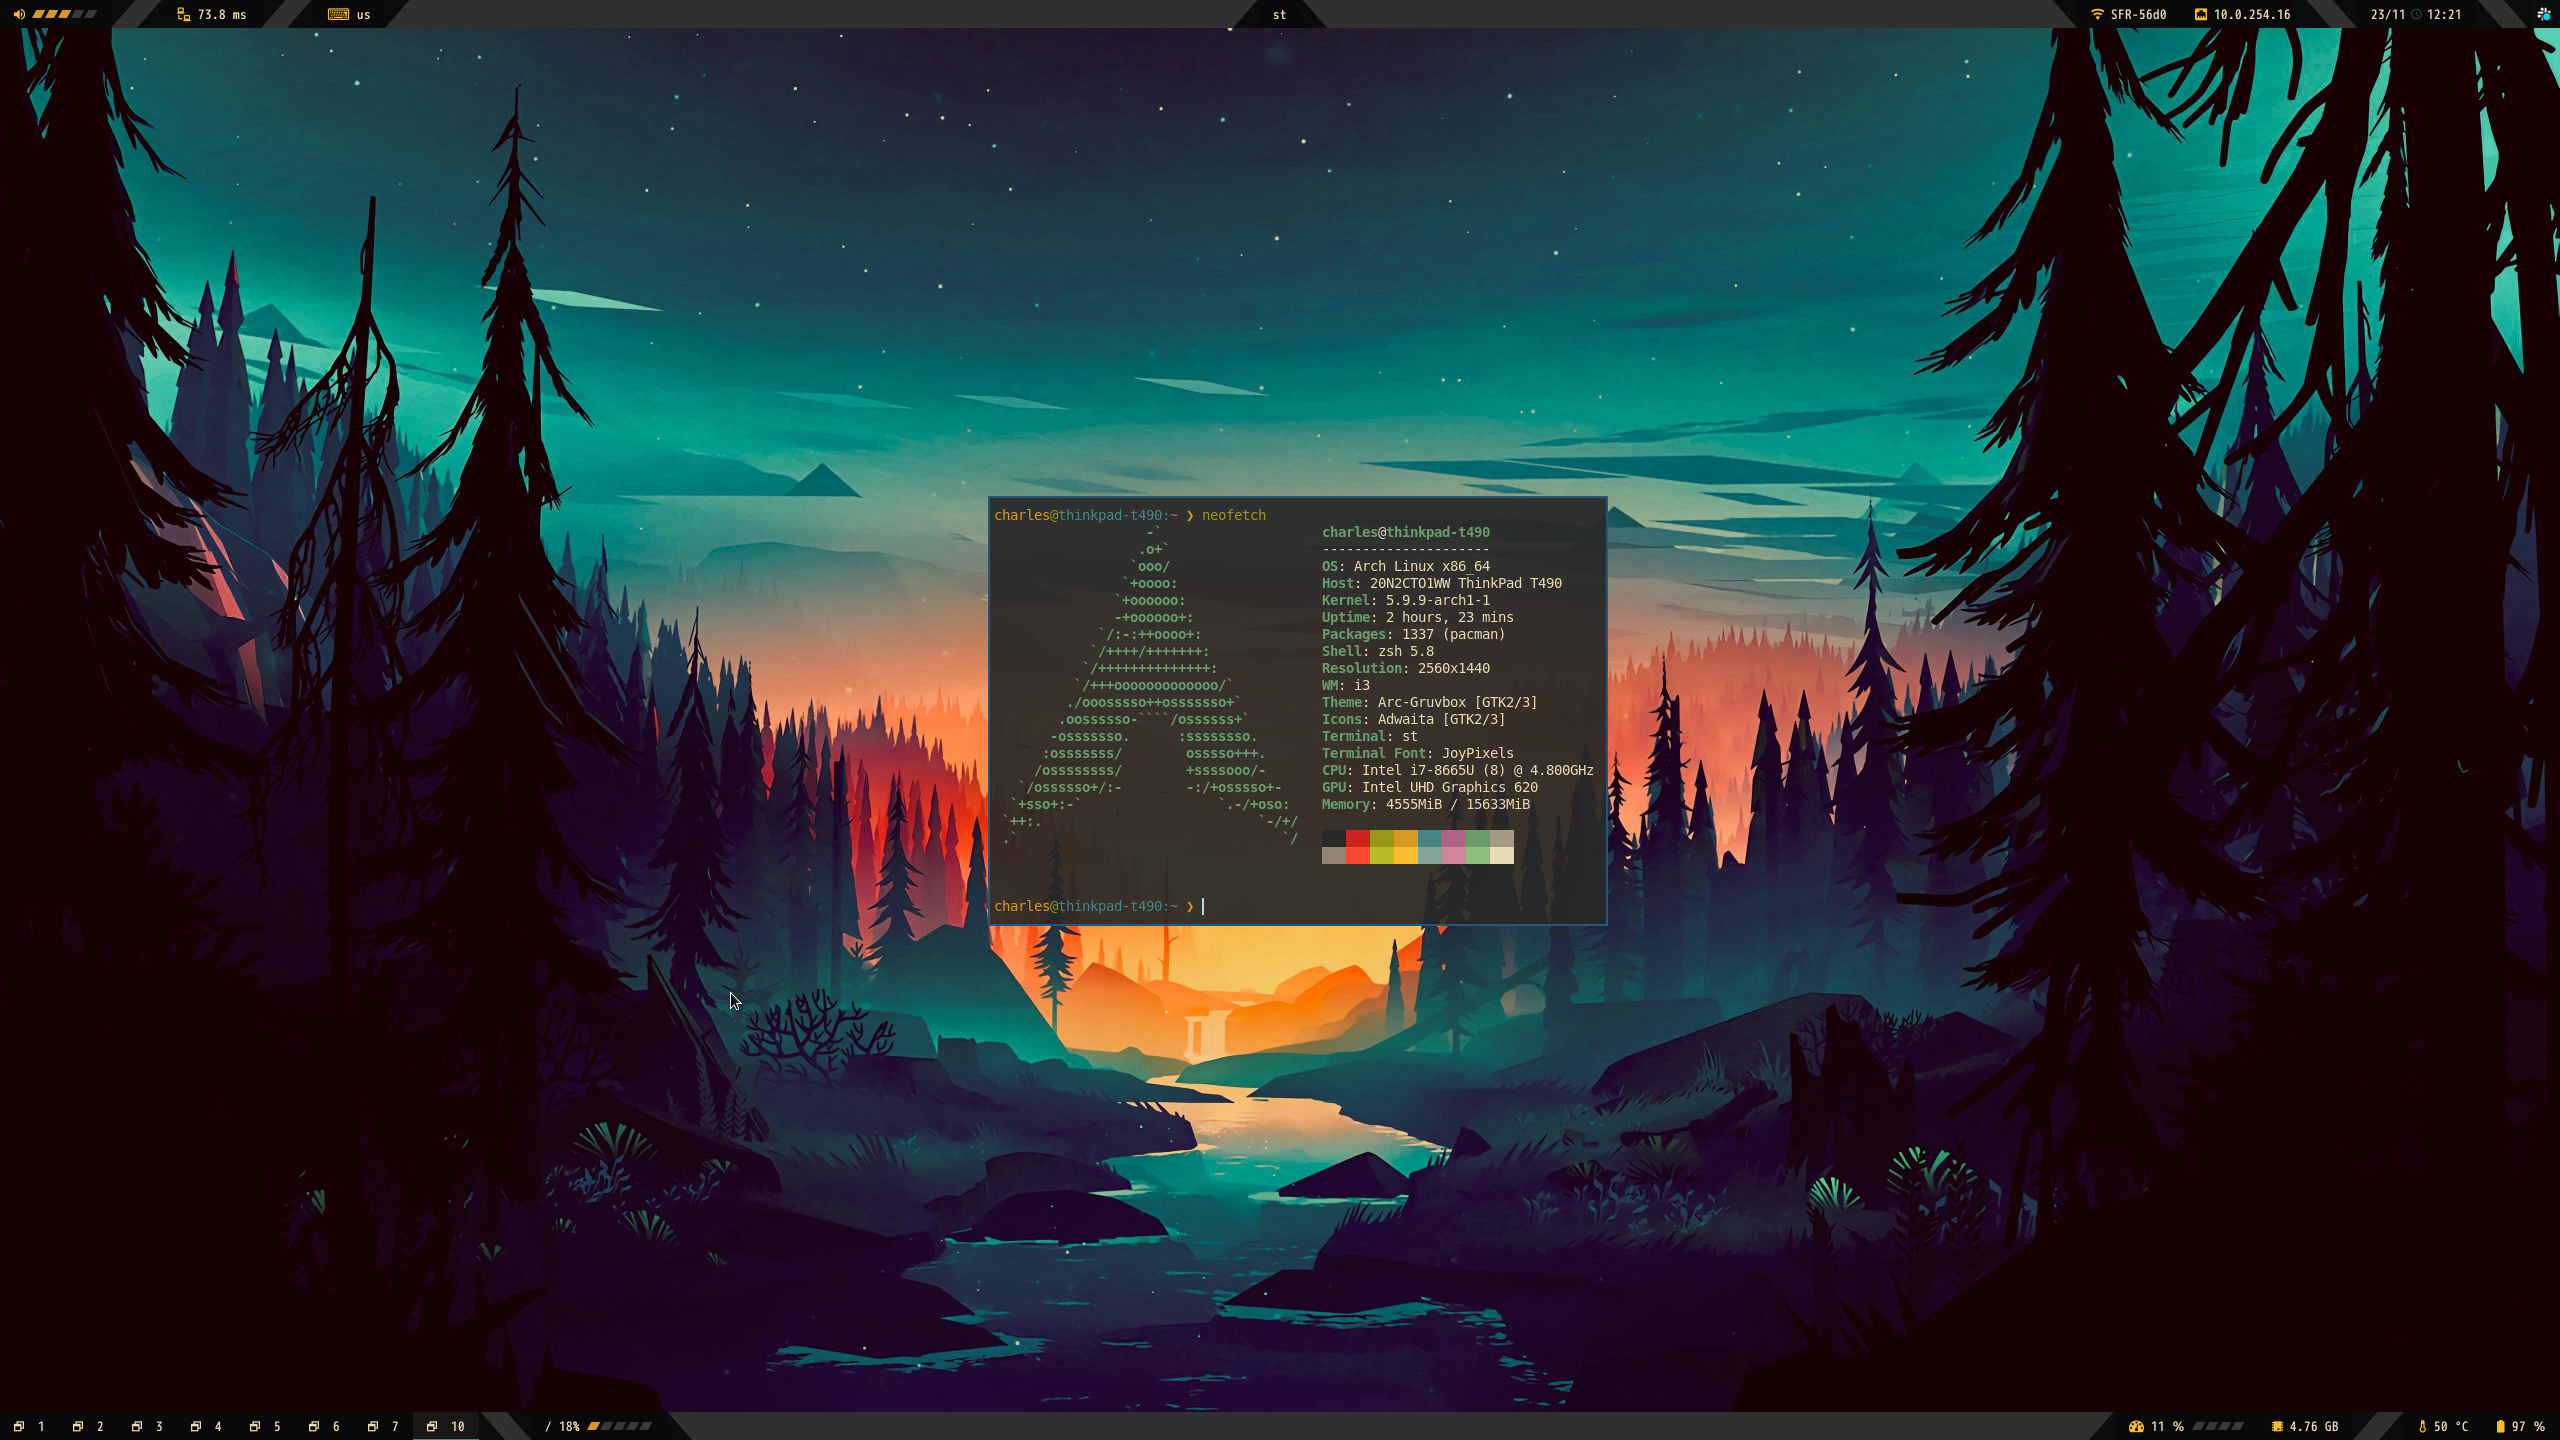 73.8 ms
us
st
SFR-56d0
10.0.254.16
23/11 12:21
charles@thinkpad-t490:~ ❯ neofetch
-`
.o+`
`ooo/
`+oooo:
`+oooooo:
-+oooooo+:
`/:-:++oooo+:
`/++++/+++++++:
`/++++++++++++++:
`/+++ooooooooooooo/`
./ooosssso++osssssso+`
.oossssso-````/ossssss+`
-osssssso.      :ssssssso.
:osssssss/        osssso+++.
/ossssssss/        +ssssooo/-
`/ossssso+/:-        -:/+osssso+-
`+sso+:-`                 `.-/+oso:
`++:.                           `-/+/
.`                                 `/
charles@thinkpad-t490
---------------------
OS: Arch Linux x86_64
Host: 20N2CTO1WW ThinkPad T490
Kernel: 5.9.9-arch1-1
Uptime: 2 hours, 23 mins
Packages: 1337 (pacman)
Shell: zsh 5.8
Resolution: 2560x1440
WM: i3
Theme: Arc-Gruvbox [GTK2/3]
Icons: Adwaita [GTK2/3]
Terminal: st
Terminal Font: JoyPixels
CPU: Intel i7-8665U (8) @ 4.800GHz
GPU: Intel UHD Graphics 620
Memory: 4555MiB / 15633MiB
charles@thinkpad-t490:~ ❯
1 2 3 4 5 6 7 10
/ 18%
11 %
4.76 GB
50 °C
97 %